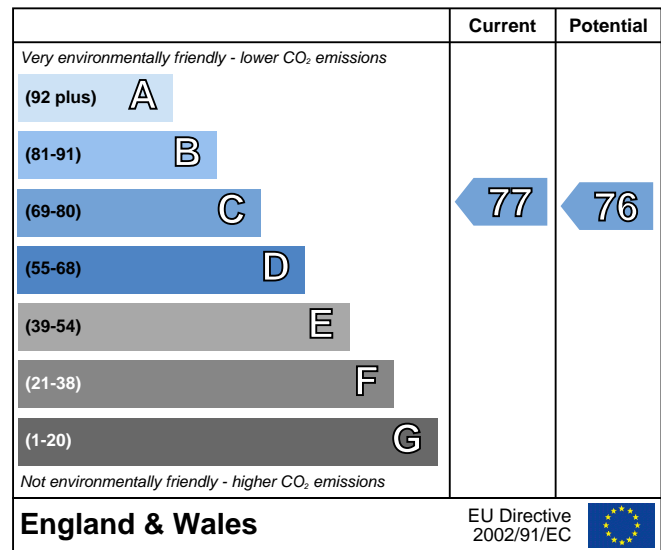 Current Potential
Very environmentally friendly - lower CO₂ emissions
(92 plus) A
(81-91) B
(69-80) C
77 76
(55-68) D
(39-54) E
(21-38) F
(1-20) G
Not environmentally friendly - higher CO₂ emissions
England & Wales
EU Directive
2002/91/EC